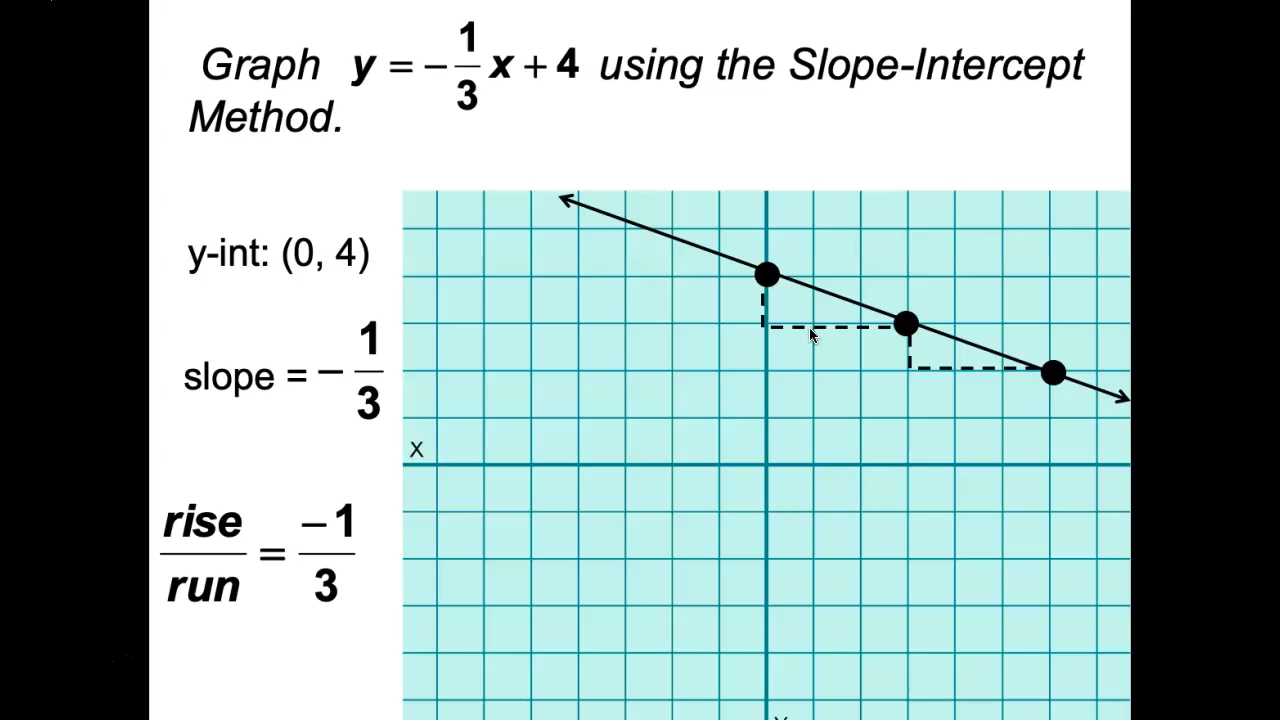 Graph y = -1/3 x + 4 using the Slope-Intercept
Method.
y-int: (0, 4)
slope = -1/3
rise/run = -1/3
X